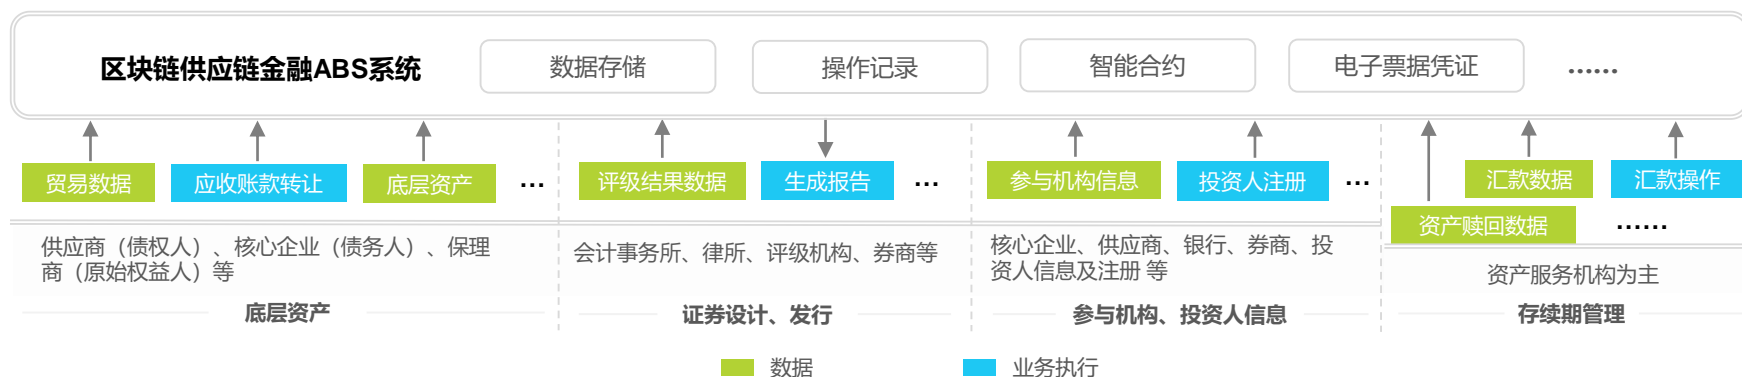 区块链供应链金融ABS系统
数据存储
操作记录
智能合约
电子票据凭证
......
贸易数据
应收账款转让
底层资产
...
评级结果数据
生成报告
...
参与机构信息
投资人注册
...
汇款数据
汇款操作
资产赎回数据
......
供应商（债权人）、核心企业（债务人）、保理
商（原始权益人）等
会计事务所、律所、评级机构、券商等
核心企业、供应商、银行、券商、投
资人信息及注册 等
资产服务机构为主
底层资产
证券设计、发行
参与机构、投资人信息
存续期管理
数据
业务执行